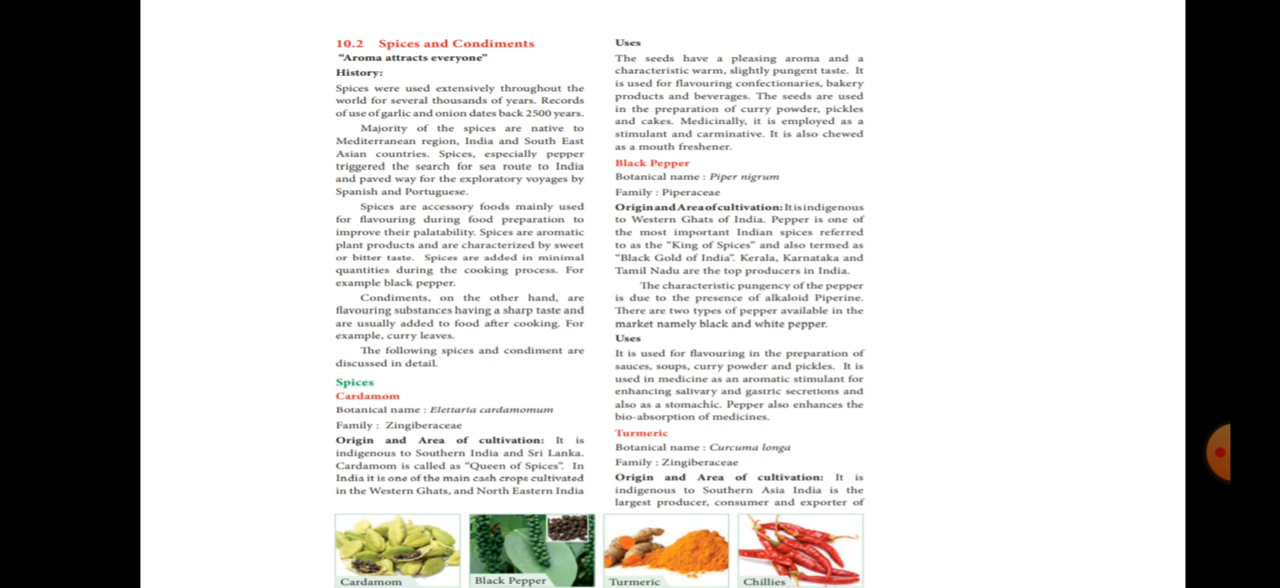 10.2 Spices and Condiments
"Aroma attracts everyone"
History:
Spices were used extensively throughout the
world for several thousands of years. Records
of use of garlic and onion dates back 2500 years.
Majority of the spices are native to
Mediterranean region, India and South East
Asian countries. Spices, especially pepper
triggered the search for sea route to India
and paved way for the exploratory voyages by
Spanish and Portuguese.
Spices are accessory foods mainly used
for flavouring during food preparation to
improve their palatability. Spices are aromatic
plant products and are characterized by sweet
or bitter taste. Spices are added in minimal
quantities during the cooking process. For
example black pepper.
Condiments, on the other hand, are
flavouring substances having a sharp taste and
are usually added to food after cooking. For
example, curry leaves.
The following spices and condiment are
discussed in detail.
Spices
Cardamom
Botanical name : Elettaria cardamomum
Family : Zingiberaceae
Origin and Area of cultivation: It is
indigenous to Southern India and Sri Lanka.
Cardamom is called as "Queen of Spices". In
India it is one of the main cash crops cultivated
in the Western Ghats, and North Eastern India
Uses
The seeds have a pleasing aroma and a
characteristic warm, slightly pungent taste. It
is used for flavouring confectionaries, bakery
products and beverages. The seeds are used
in the preparation of curry powder, pickles
and cakes. Medicinally, it is employed as a
stimulant and carminative. It is also chewed
as a mouth freshener.
Black Pepper
Botanical name : Piper nigrum
Family : Piperaceae
Origin and Area of cultivation: It is indigenous
to Western Ghats of India. Pepper is one of
the most important Indian spices referred
to as the "King of Spices" and also termed as
"Black Gold of India". Kerala, Karnataka and
Tamil Nadu are the top producers in India.
The characteristic pungency of the pepper
is due to the presence of alkaloid Piperine.
There are two types of pepper available in the
market namely black and white pepper.
Uses
It is used for flavouring in the preparation of
sauces, soups, curry powder and pickles. It is
used in medicine as an aromatic stimulant for
enhancing salivary and gastric secretions and
also as a stomachic. Pepper also enhances the
bio-absorption of medicines.
Turmeric
Botanical name : Curcuma longa
Family : Zingiberaceae
Origin and Area of cultivation: It is
indigenous to Southern Asia India is the
largest producer, consumer and exporter of
Cardamom
Black Pepper
Turmeric
Chillies